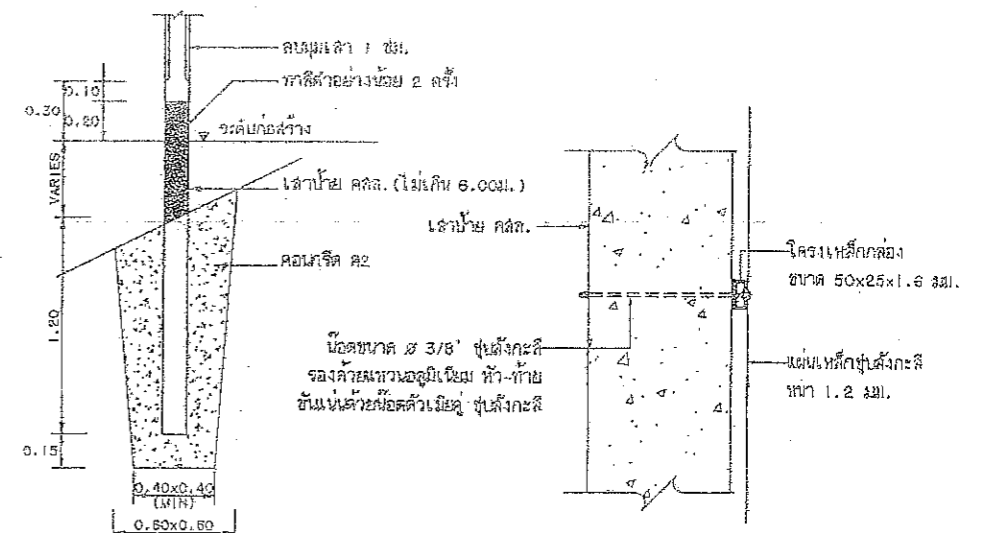 ลบมุมเสา 1 ซม.
ทาสีดำอย่างน้อย 2 ครั้ง
0.10
0.30
0.20
ระดับก่อสร้าง
VARIES
เสาป้าย คสล. (ไม่เกิน 6.00ม.)
คอนกรีต ค2
1.20
0.15
0.40x0.40
(MIN)
0.60x0.60
เสาป้าย คสล.
โครงเหล็กกล่อง
ขนาด 50x25x1.6 มม.
น๊อตขนาด ø 3/8" ชุบสังกะสี
รองด้วยแหวนอลูมิเนียม หัว-ท้าย
ขันแน่นด้วยน๊อตตัวเมียคู่ ชุบสังกะสี
แผ่นเหล็กชุบสังกะสี
หนา 1.2 มม.